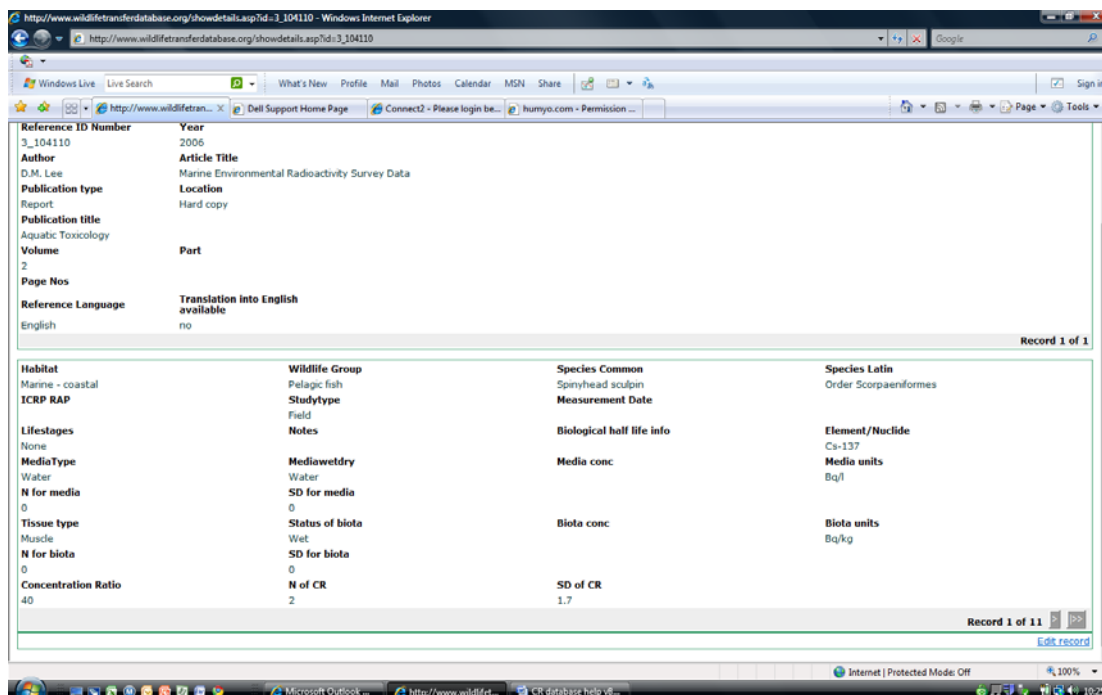 http://www.wildlifetransferdatabase.org/showdetails.asp?id=3_104110 - Windows Internet Explorer
http://www.wildlifetransferdatabase.org/showdetails.asp?id=3_104110 Google
Windows Live Live Search What's New Profile Mail Photos Calendar MSN Share Sign in
http://www.wildlifetran... X Dell Support Home Page Connect2 - Please login be... humyo.com - Permission ... Page Tools
Reference ID Number Year
3_104110 2006
Author Article Title
D.M. Lee Marine Environmental Radioactivity Survey Data
Publication type Location
Report Hard copy
Publication title
Aquatic Toxicology
Volume Part
2
Page Nos
Reference Language Translation into English available
English no
Record 1 of 1
Habitat Wildlife Group Species Common Species Latin
Marine - coastal Pelagic fish Spinyhead sculpin Order Scorpaeniformes
ICRP RAP Studytype Measurement Date
Field
Lifestages Notes Biological half life info Element/Nuclide
None Cs-137
MediaType Mediawetdry Media conc Media units
Water Water Bq/l
N for media SD for media
0 0
Tissue type Status of biota Biota conc Biota units
Muscle Wet Bq/kg
N for biota SD for biota
0 0
Concentration Ratio N of CR SD of CR
40 2 1.7
Record 1 of 11 > >>
Edit record
Internet | Protected Mode: Off 100%
Microsoft Outlook ... http://www.wildlifet... CR database help v8...